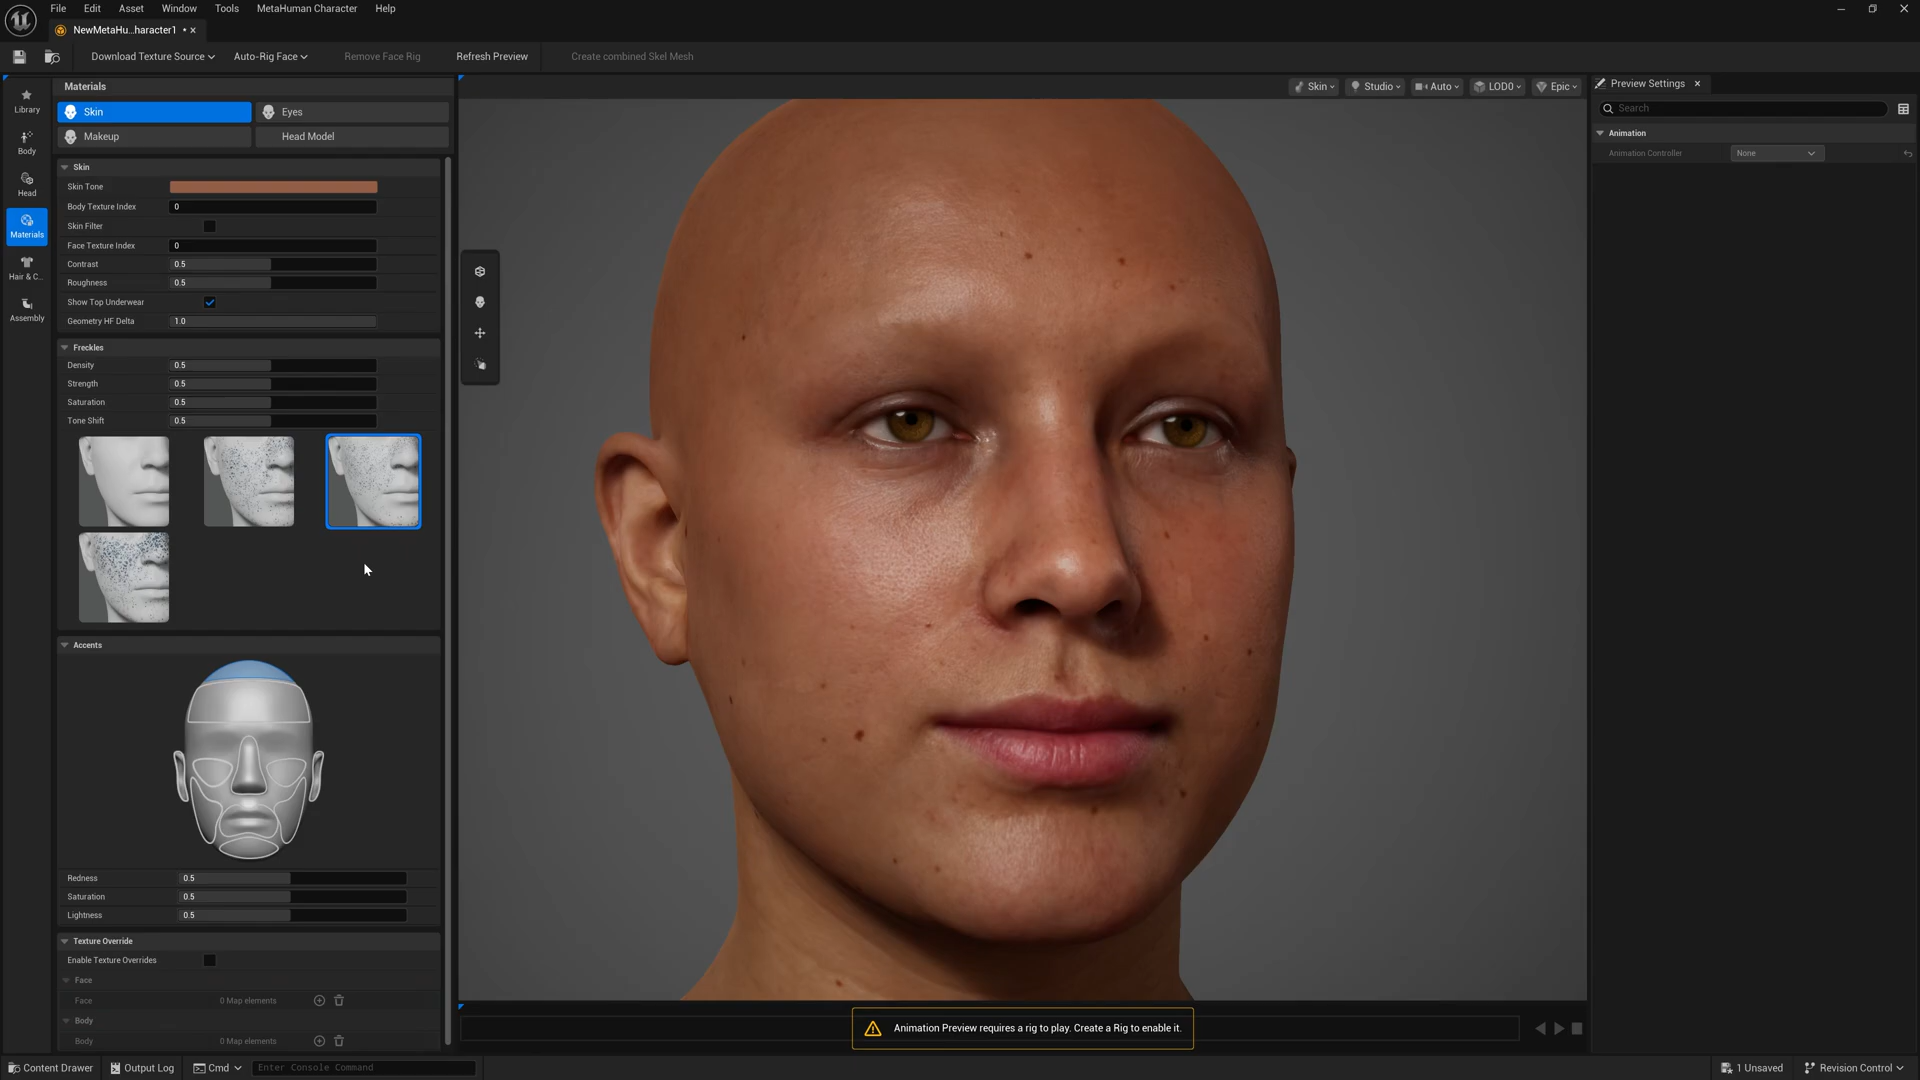 File Edit Asset Window Tools MetaHuman Character Help
NewMetaHu...haracter1 •
Download Texture Source Auto-Rig Face Remove Face Rig Refresh Preview Create combined Skel Mesh
Library
Body
Head
Materials
Hair & C...
Assembly
Materials
Skin Eyes
Makeup Head Model
Skin
Skin Tone
Body Texture Index 0
Skin Filter
Face Texture Index 0
Contrast 0.5
Roughness 0.5
Show Top Underwear
Geometry HF Delta 1.0
Freckles
Density 0.5
Strength 0.5
Saturation 0.5
Tone Shift 0.5
Accents
Redness 0.5
Saturation 0.5
Lightness 0.5
Texture Override
Enable Texture Overrides
Face
Face 0 Map elements
Body
Body 0 Map elements
Skin Studio Auto LOD0 Epic
Animation Preview requires a rig to play. Create a Rig to enable it.
Preview Settings
Search
Animation
Animation Controller None
Content Drawer Output Log Cmd Enter Console Command 1 Unsaved Revision Control